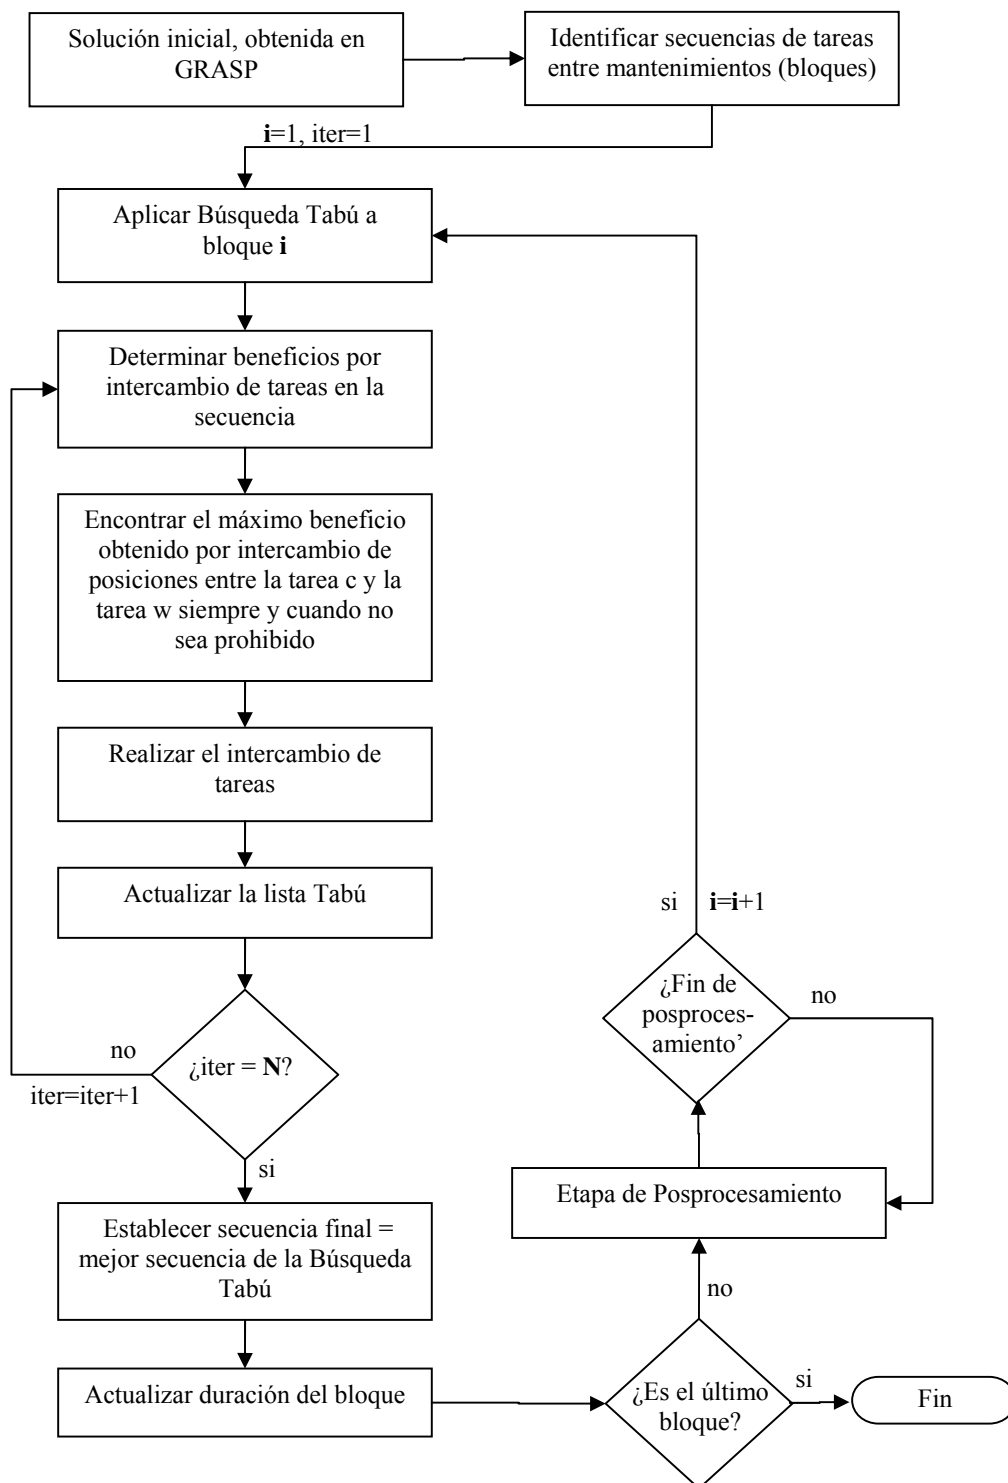 Solución inicial, obtenida en
GRASP
Identificar secuencias de tareas
entre mantenimientos (bloques)
i=1, iter=1
Aplicar Búsqueda Tabú a
bloque i
Determinar beneficios por
intercambio de tareas en la
secuencia
Encontrar el máximo beneficio
obtenido por intercambio de
posiciones entre la tarea c y la
tarea w siempre y cuando no
sea prohibido
Realizar el intercambio de
tareas
Actualizar la lista Tabú
¿iter = N?
no
iter=iter+1
si
Establecer secuencia final =
mejor secuencia de la Búsqueda
Tabú
Actualizar duración del bloque
¿Es el último
bloque?
si
Fin
no
Etapa de Posprocesamiento
¿Fin de
posproces-
amiento’
no
si
i=i+1